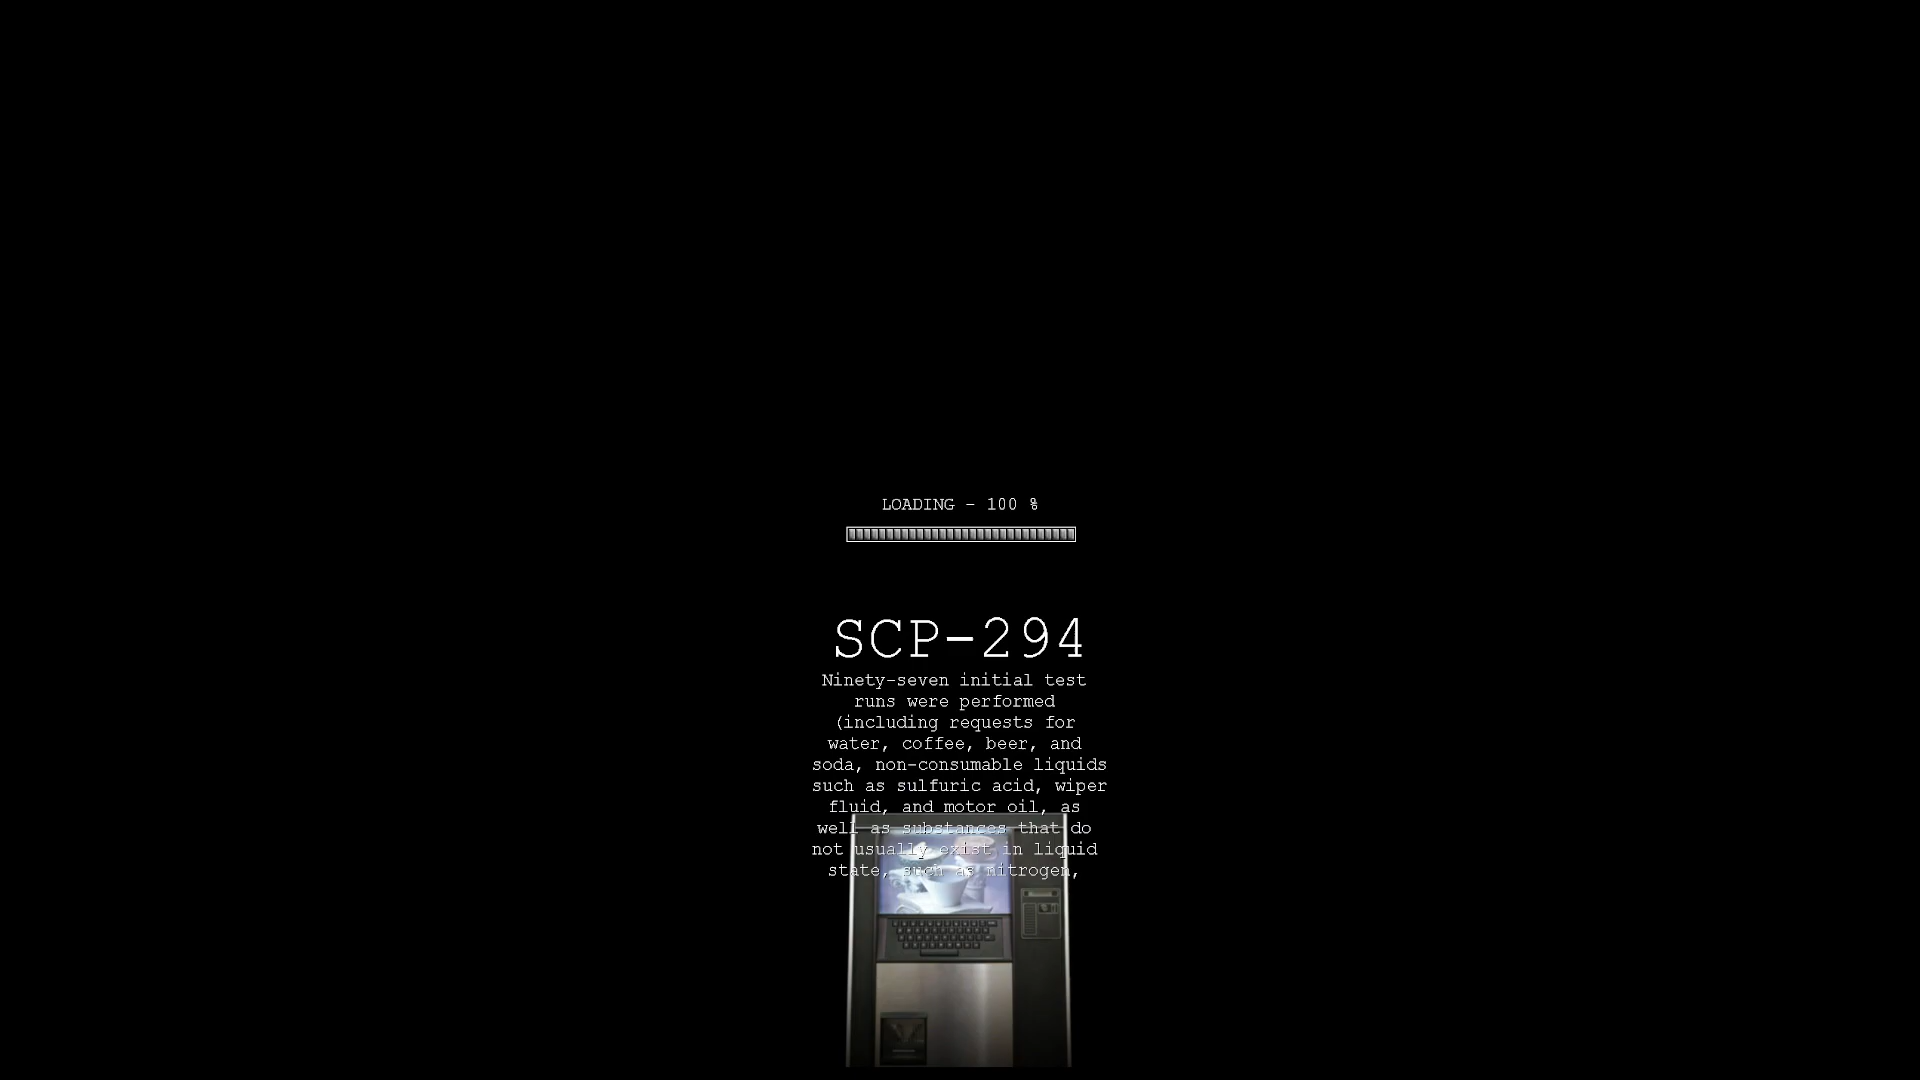 LOADING - 100 %
SCP-294
Ninety-seven initial test
runs were performed
(including requests for
water, coffee, beer, and
soda, non-consumable liquids
such as sulfuric acid, wiper
fluid, and motor oil, as
well as substances that do
not usually exist in liquid
state, such as nitrogen,